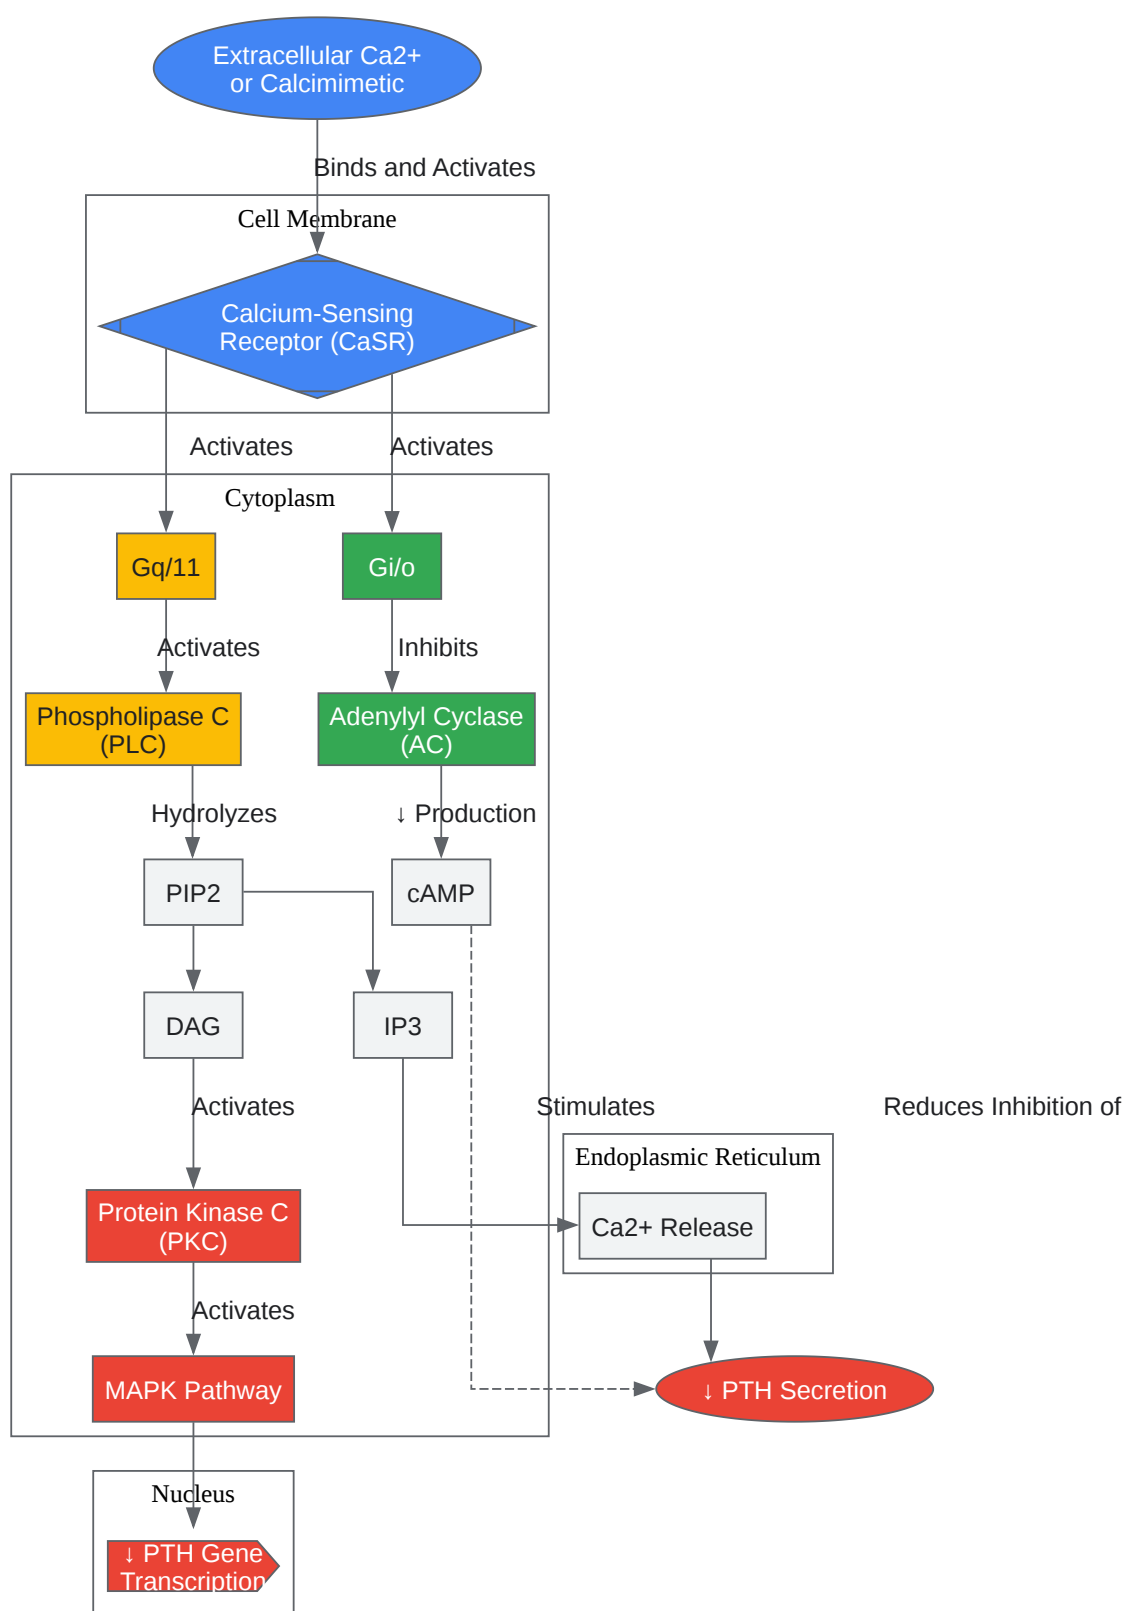 Extracellular Ca2+
or Calcimimetic
Binds and Activates
Cell Membrane
Calcium-Sensing
Receptor (CaSR)
Activates
Activates
Cytoplasm
Gq/11
Gi/o
Activates
Inhibits
Phospholipase C
(PLC)
Adenylyl Cyclase
(AC)
Hydrolyzes
↓ Production
PIP2
cAMP
DAG
IP3
Activates
Stimulates
Reduces Inhibition of
Endoplasmic Reticulum
Protein Kinase C
(PKC)
Ca2+ Release
Activates
MAPK Pathway
↓ PTH Secretion
Nucleus
↓ PTH Gene
Transcription